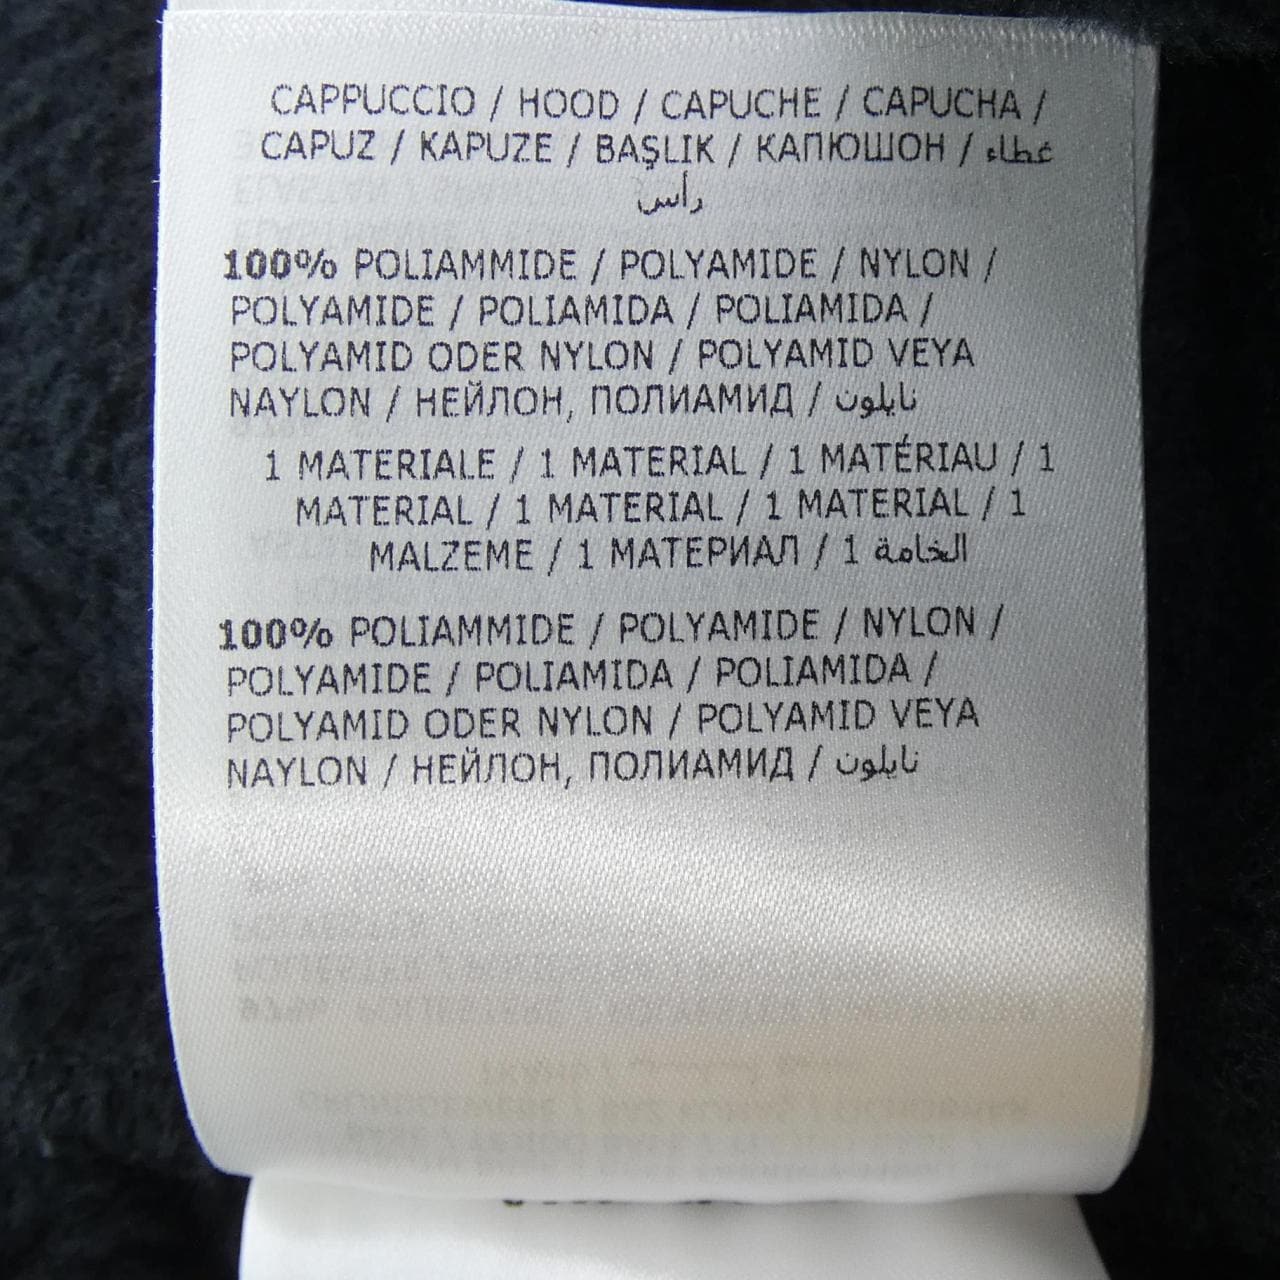 CAPPUCCIO / HOOD / CAPUCHE / CAPUCHA /
CAPUZ / KAPUZE / BAŞLIK / КАПЮШОН / غطاء
رأس
100% POLIAMMIDE / POLYAMIDE / NYLON /
POLYAMIDE / POLIAMIDA / POLIAMIDA /
POLYAMID ODER NYLON / POLYAMID VEYA
NAYLON / НЕЙЛОН, ПОЛИАМИД / نايلون
1 MATERIALE / 1 MATERIAL / 1 MATÉRIAU / 1
MATERIAL / 1 MATERIAL / 1 MATERIAL / 1
MALZEME / 1 МАТЕРИАЛ / 1 الخامة
100% POLIAMMIDE / POLYAMIDE / NYLON /
POLYAMIDE / POLIAMIDA / POLIAMIDA /
POLYAMID ODER NYLON / POLYAMID VEYA
NAYLON / НЕЙЛОН, ПОЛИАМИД / نايلون